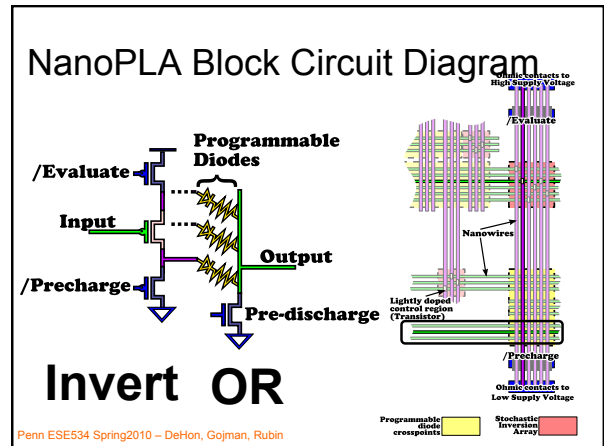 NanoPLA Block Circuit Diagram
Ohmic contacts to
High Supply Voltage
/Evaluate
Programmable
Diodes
/Evaluate
Input
Output
/Precharge
Pre-discharge
Nanowires
Lightly doped
control region
(Transistor)
/Precharge
Ohmic contacts to
Low Supply Voltage
Invert OR
Programmable
diode
crosspoints
Stochastic
Inversion
Array
Penn ESE534 Spring2010 – DeHon, Gojman, Rubin